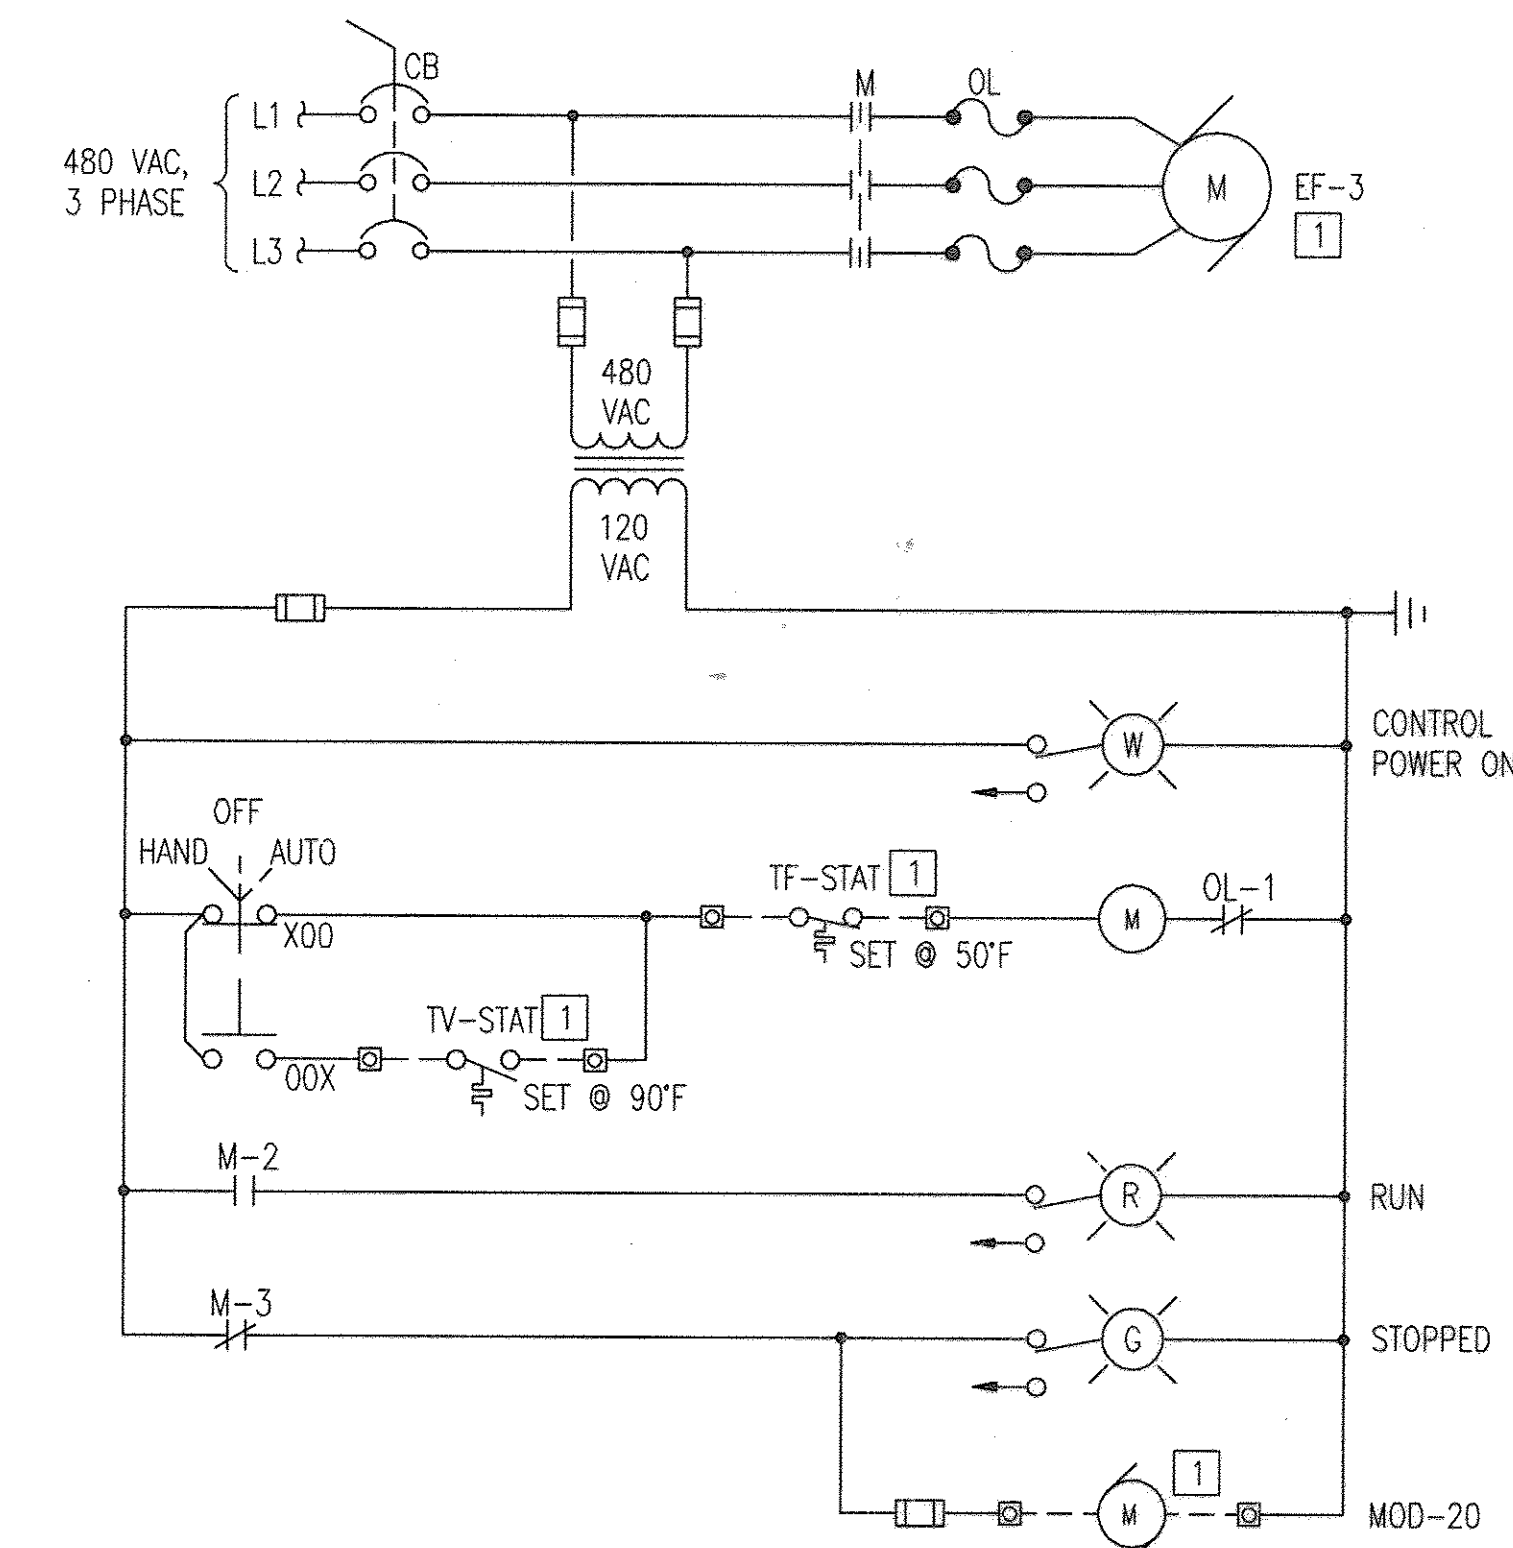 CB
M
OL
L1
480 VAC,
3 PHASE
L2
L3
M
EF-3
1
480
VAC
120
VAC
W
CONTROL
POWER ON
OFF
HAND
AUTO
X00
TF-STAT 1
SET @ 50°F
M
OL-1
TV-STAT 1
00X
SET @ 90°F
M-2
R
RUN
M-3
G
STOPPED
1
M
MOD-20